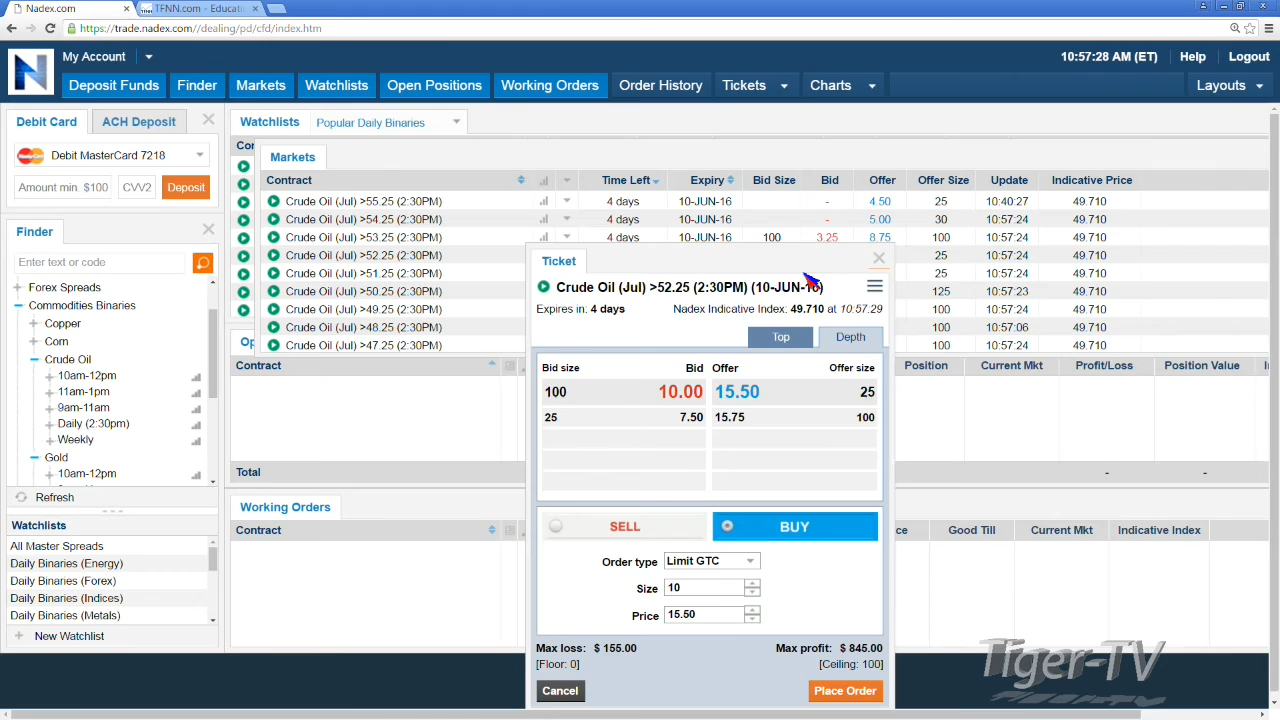 Nadex.com
TFNN.com - Educati
https://trade.nadex.com//dealing/pd/cfd/index.htm
N
My Account
10:57:28 AM (ET)
Help
Logout
Deposit Funds
Finder
Markets
Watchlists
Open Positions
Working Orders
Order History
Tickets
Charts
Layouts
Debit Card
ACH Deposit
Debit MasterCard 7218
Amount min. $100
CVV2
Deposit
Finder
Enter text or code
Forex Spreads
Commodities Binaries
Copper
Corn
Crude Oil
10am-12pm
11am-1pm
9am-11am
Daily (2:30pm)
Weekly
Gold
10am-12pm
Refresh
Watchlists
All Master Spreads
Daily Binaries (Energy)
Daily Binaries (Forex)
Daily Binaries (Indices)
Daily Binaries (Metals)
New Watchlist
Watchlists
Popular Daily Binaries
Markets
Contract Time Left Expiry Bid Size Bid Offer Offer Size Update Indicative Price
Crude Oil (Jul) >55.25 (2:30PM) 4 days 10-JUN-16 - 4.50 25 10:40:27 49.710
Crude Oil (Jul) >54.25 (2:30PM) 4 days 10-JUN-16 - 5.00 30 10:57:24 49.710
Crude Oil (Jul) >53.25 (2:30PM) 4 days 10-JUN-16 100 3.25 8.75 100 10:57:24 49.710
Crude Oil (Jul) >52.25 (2:30PM) 25 10:57:24 49.710
Crude Oil (Jul) >51.25 (2:30PM) 100 10:57:24 49.710
Crude Oil (Jul) >50.25 (2:30PM) 125 10:57:23 49.710
Crude Oil (Jul) >49.25 (2:30PM) 100 10:57:24 49.710
Crude Oil (Jul) >48.25 (2:30PM) 100 10:57:06 49.710
Crude Oil (Jul) >47.25 (2:30PM) 100 10:57:24 49.710
Contract
Position
Current Mkt
Profit/Loss
Position Value
Total
-
-
Working Orders
Contract
Good Till
Current Mkt
Indicative Index
Ticket
Crude Oil (Jul) >52.25 (2:30PM) (10-JUN-16)
Expires in: 4 days
Nadex Indicative Index: 49.710 at 10:57:29
Top
Depth
Bid size Bid Offer Offer size
100 10.00 15.50 25
25 7.50 15.75 100
SELL
BUY
Order type Limit GTC
Size 10
Price 15.50
Max loss: $ 155.00
Max profit: $ 845.00
[Floor: 0]
[Ceiling: 100]
Cancel
Place Order
Tiger-TV